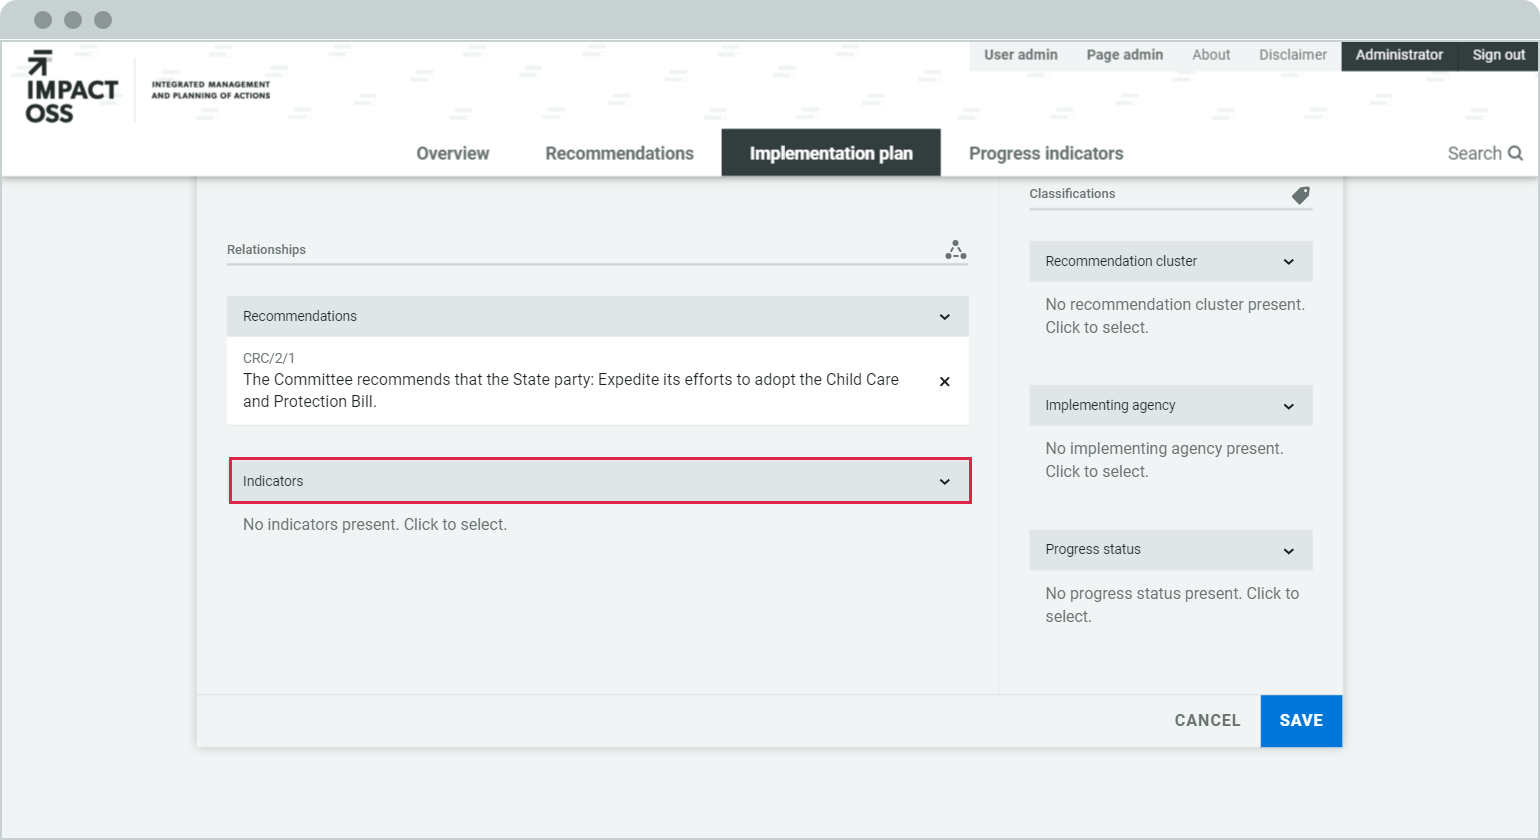 User admin Page admin About Disclaimer Administrator Sign out
IMPACT
OSS
INTEGRATED MANAGEMENT
AND PLANNING OF ACTIONS
Overview Recommendations Implementation plan Progress indicators Search
Relationships
Recommendations
CRC/2/1
The Committee recommends that the State party: Expedite its efforts to adopt the Child Care
and Protection Bill.
Indicators
No indicators present. Click to select.
Classifications
Recommendation cluster
No recommendation cluster present.
Click to select.
Implementing agency
No implementing agency present.
Click to select.
Progress status
No progress status present. Click to
select.
CANCEL SAVE